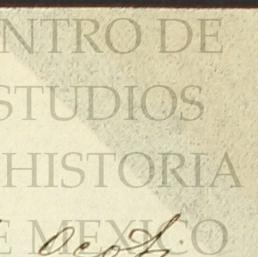 NTRO DE
STUDIOS
HISTORIA
E MEXICO